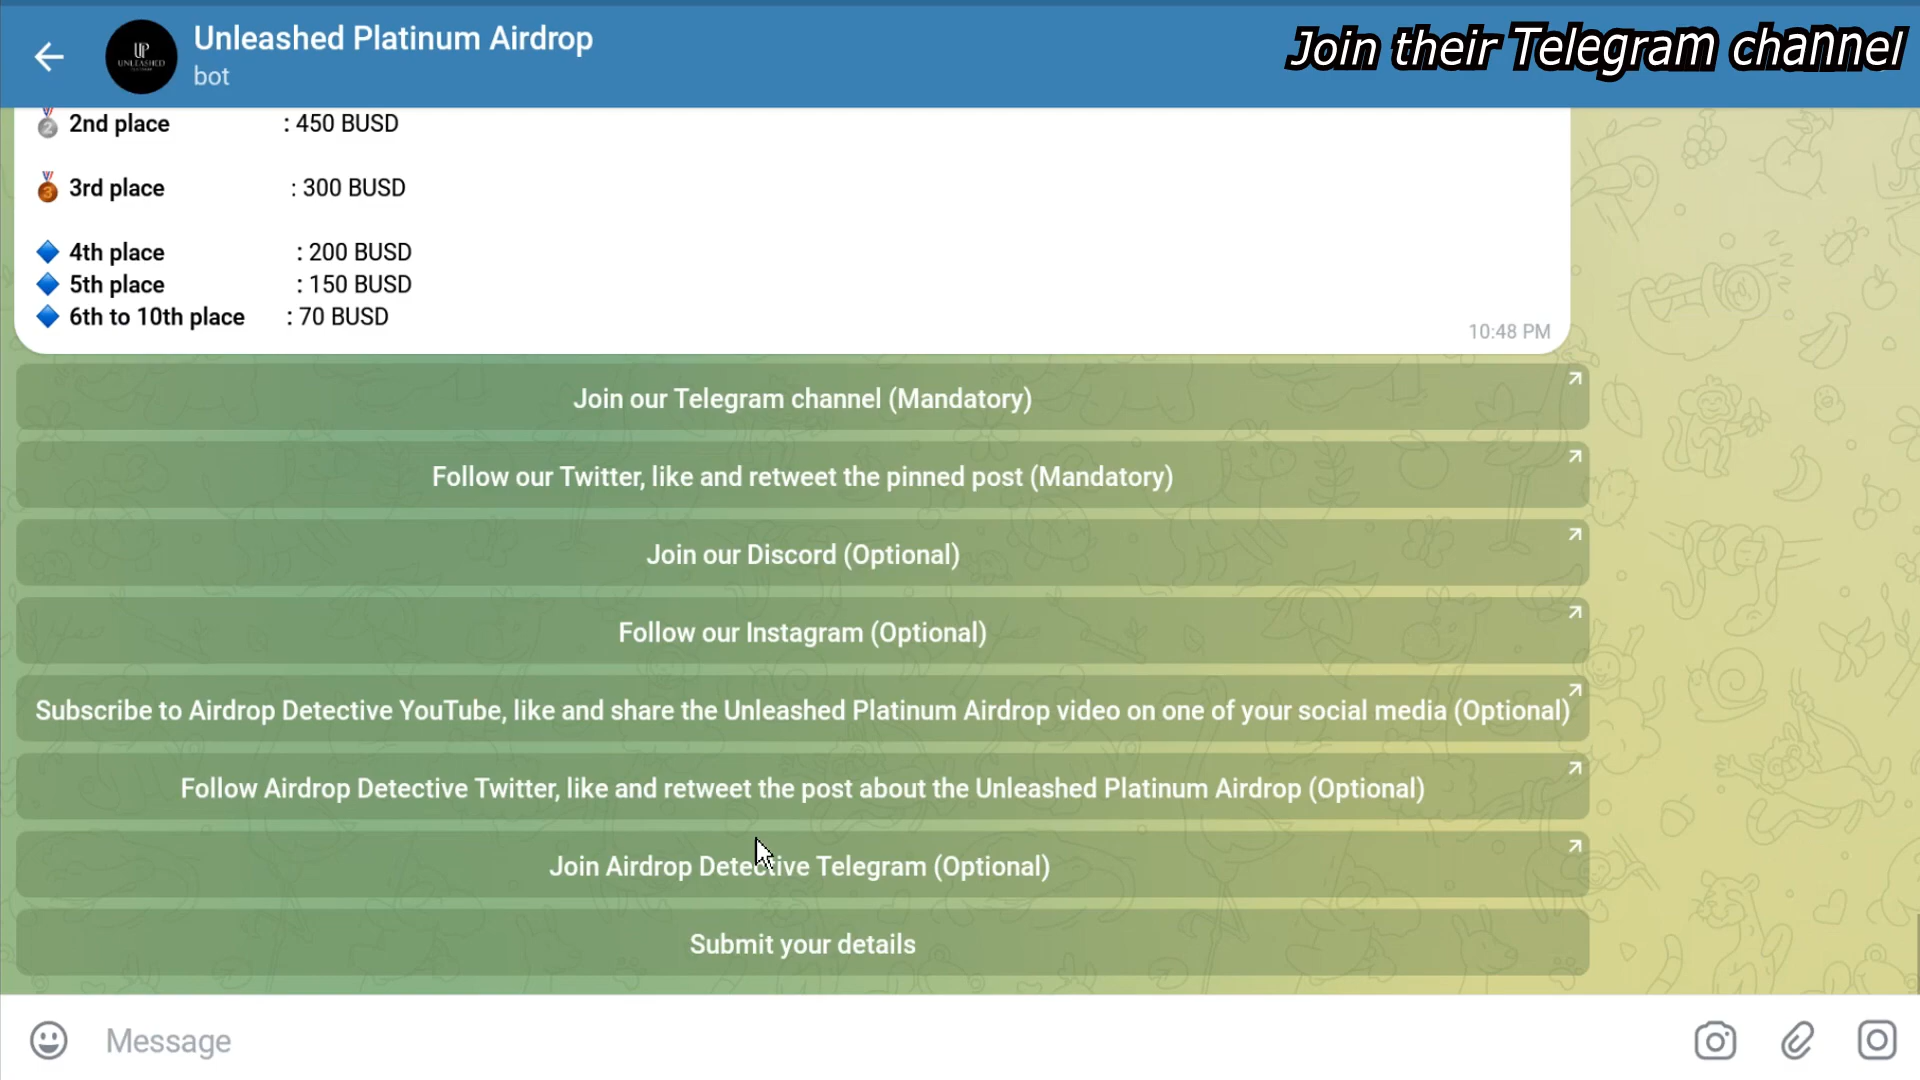 Unleashed Platinum Airdrop
bot
Join their Telegram channel
UP
UNLEASHED
2nd place : 450 BUSD
3rd place : 300 BUSD
4th place : 200 BUSD
5th place : 150 BUSD
6th to 10th place : 70 BUSD
10:48 PM
Join our Telegram channel (Mandatory)
Follow our Twitter, like and retweet the pinned post (Mandatory)
Join our Discord (Optional)
Follow our Instagram (Optional)
Subscribe to Airdrop Detective YouTube, like and share the Unleashed Platinum Airdrop video on one of your social media (Optional)
Follow Airdrop Detective Twitter, like and retweet the post about the Unleashed Platinum Airdrop (Optional)
Join Airdrop Detective Telegram (Optional)
Submit your details
Message